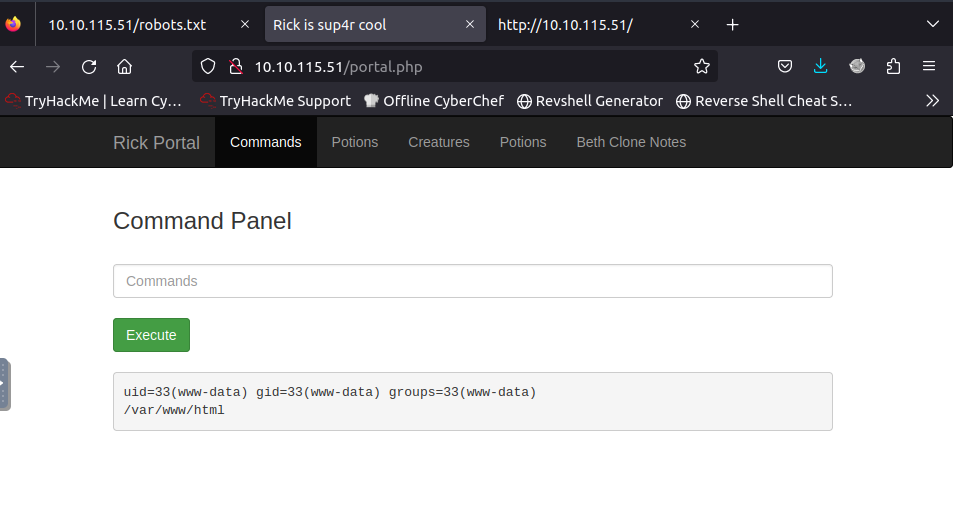 10.10.115.51/robots.txt
Rick is sup4r cool
http://10.10.115.51/
10.10.115.51/portal.php
TryHackMe | Learn Cy…
TryHackMe Support
Offline CyberChef
Revshell Generator
Reverse Shell Cheat S…
Rick Portal
Commands
Potions
Creatures
Potions
Beth Clone Notes
Command Panel
Commands
Execute
uid=33(www-data) gid=33(www-data) groups=33(www-data)
/var/www/html